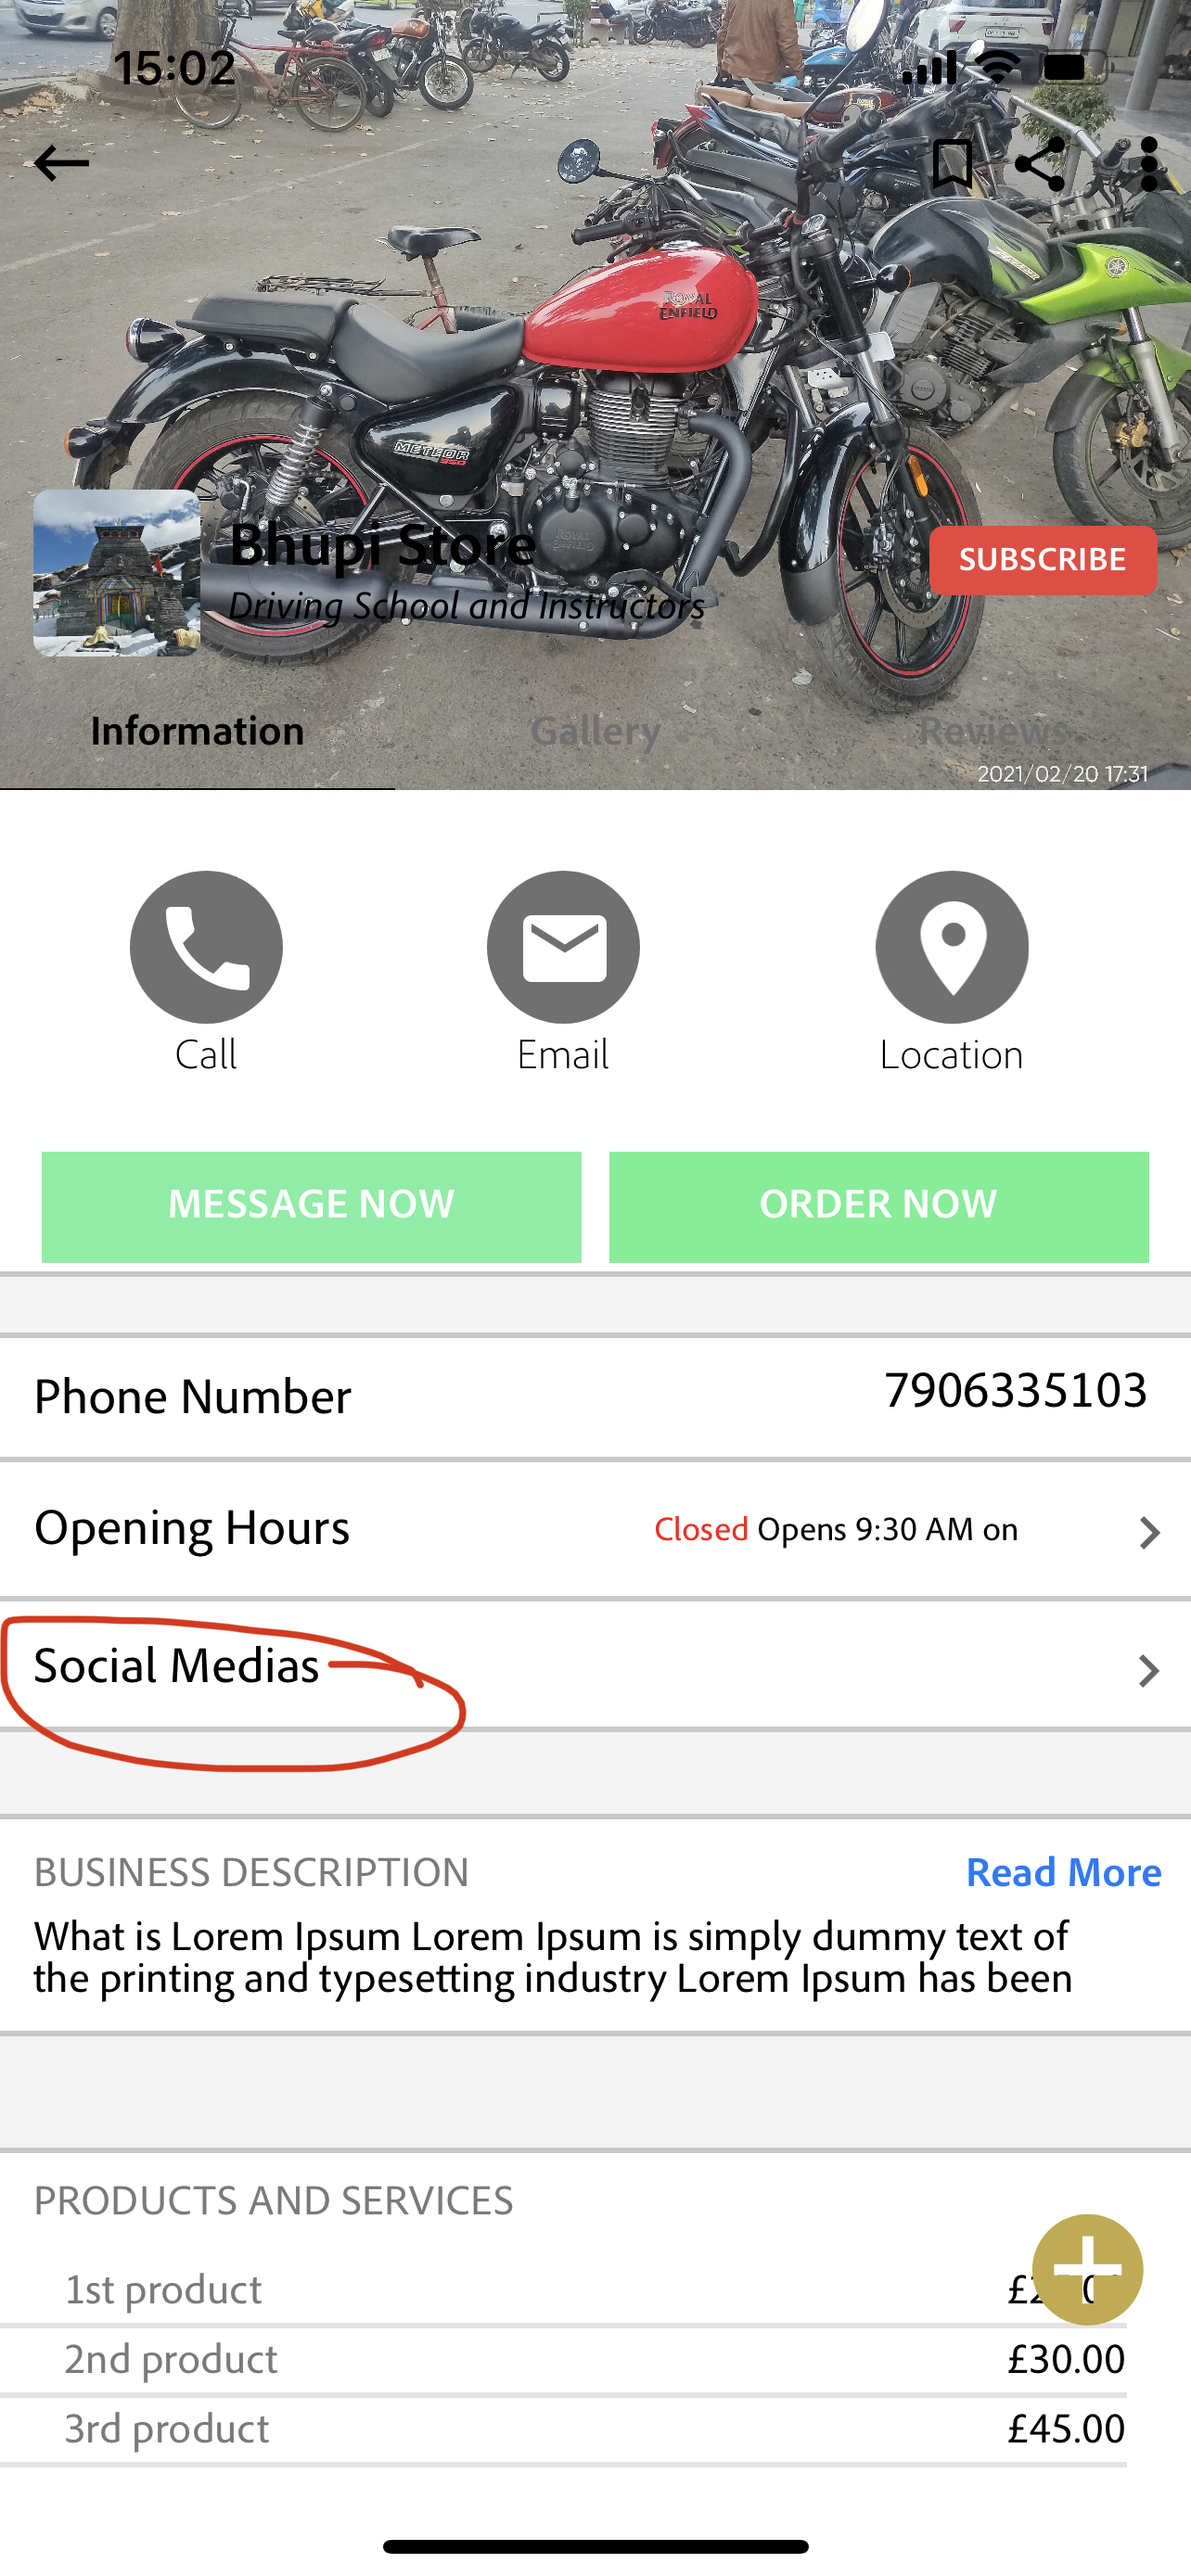 15:02
ROYAL
ENFIELD
METEOR
350
Bhupi Store
SUBSCRIBE
Driving School and Instructors
Information Gallery Reviews
2021/02/20 17:31
Call Email Location
MESSAGE NOW ORDER NOW
Phone Number 7906335103
Opening Hours Closed Opens 9:30 AM on
Social Medias
BUSINESS DESCRIPTION Read More
What is Lorem Ipsum Lorem Ipsum is simply dummy text of
the printing and typesetting industry Lorem Ipsum has been
PRODUCTS AND SERVICES
1st product
2nd product £30.00
3rd product £45.00